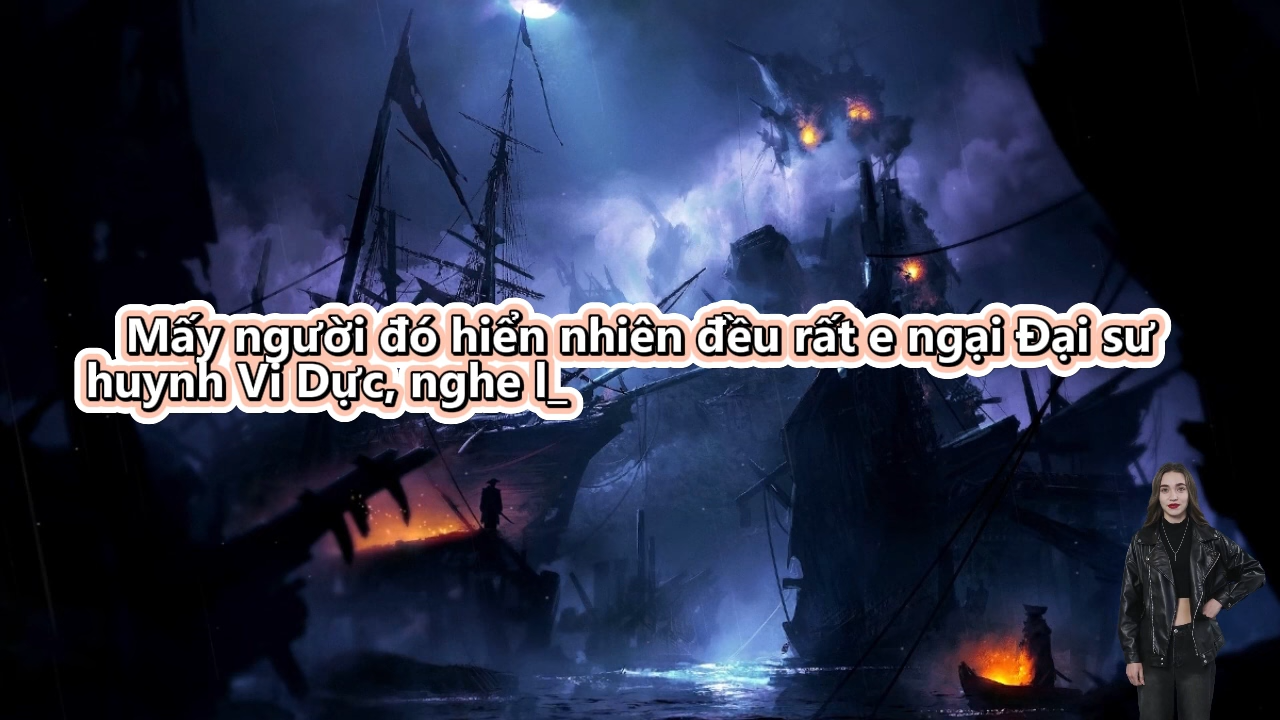 Mấy người đó hiển nhiên đều rất e ngại Đại sư
huynh Vi Dực, nghe l_